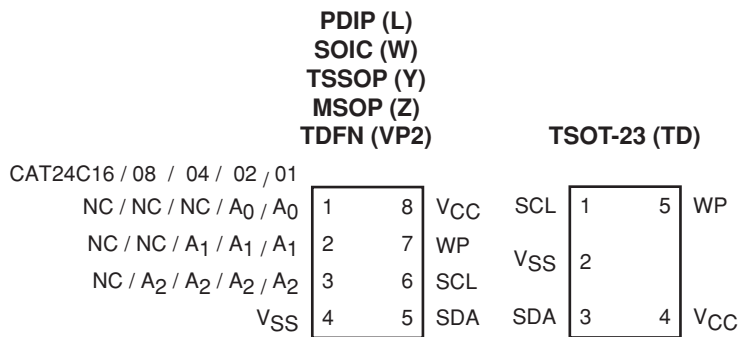 PDIP (L)
SOIC (W)
TSSOP (Y)
MSOP (Z)
TDFN (VP2)
CAT24C16 / 08 / 04 / 02 / 01
NC / NC / NC / A0 / A0 1 8 VCC
NC / NC / A1 / A1 / A1 2 7 WP
NC / A2 / A2 / A2 / A2 3 6 SCL
VSS 4 5 SDA
TSOT-23 (TD)
SCL 1 5 WP
VSS 2
SDA 3 4 VCC